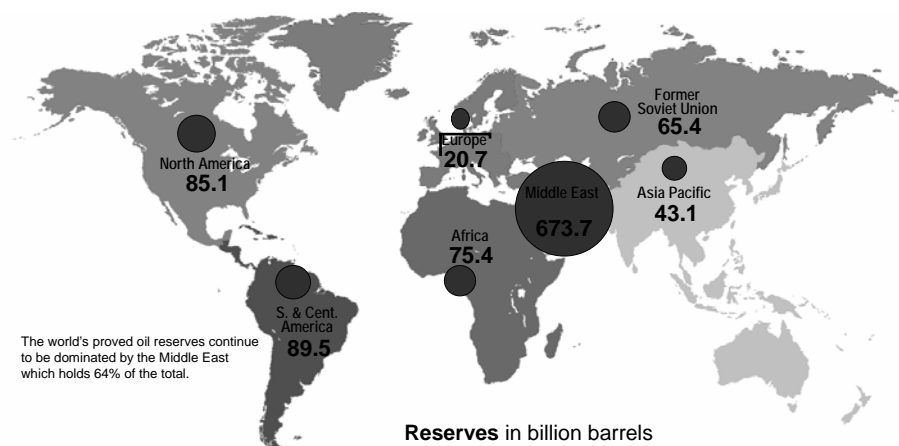 Former
Soviet Union
65.4
Europe
20.7
North America
85.1
Middle East
673.7
Asia Pacific
43.1
Africa
75.4
S. & Cent.
America
89.5
The world's proved oil reserves continue
to be dominated by the Middle East
which holds 64% of the total.
Reserves in billion barrels